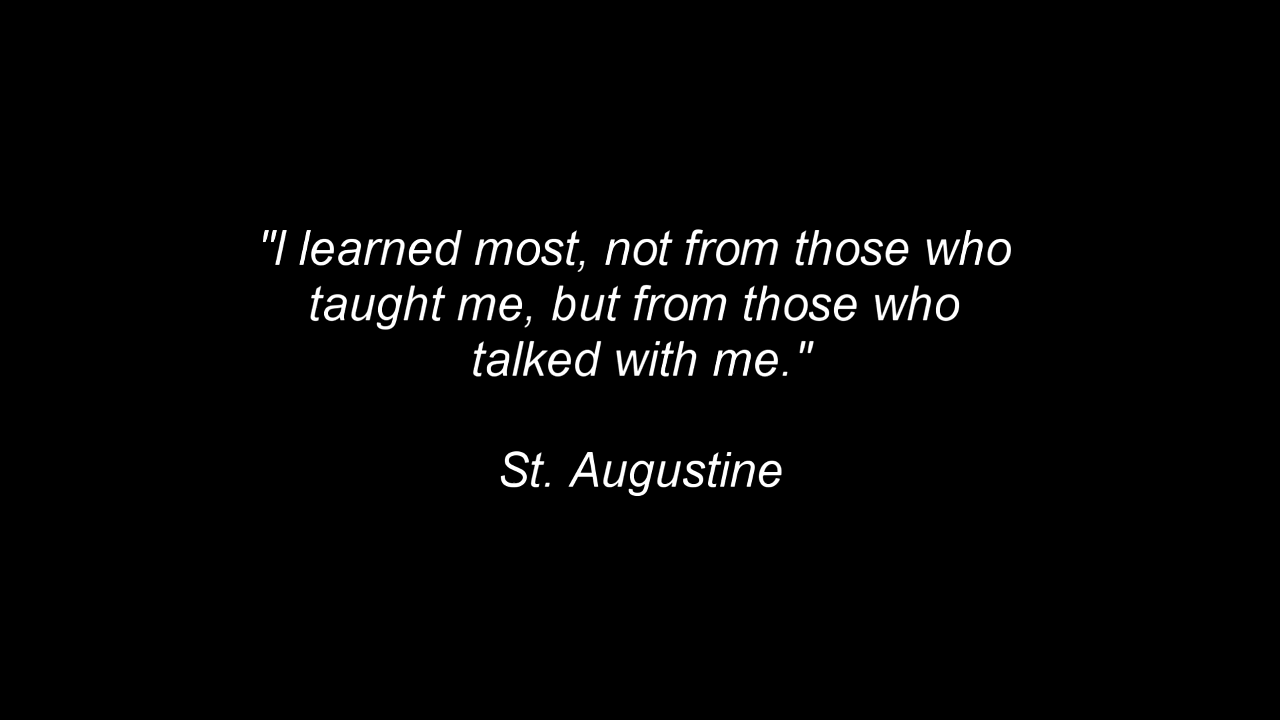 "I learned most, not from those who
taught me, but from those who
talked with me."
St. Augustine